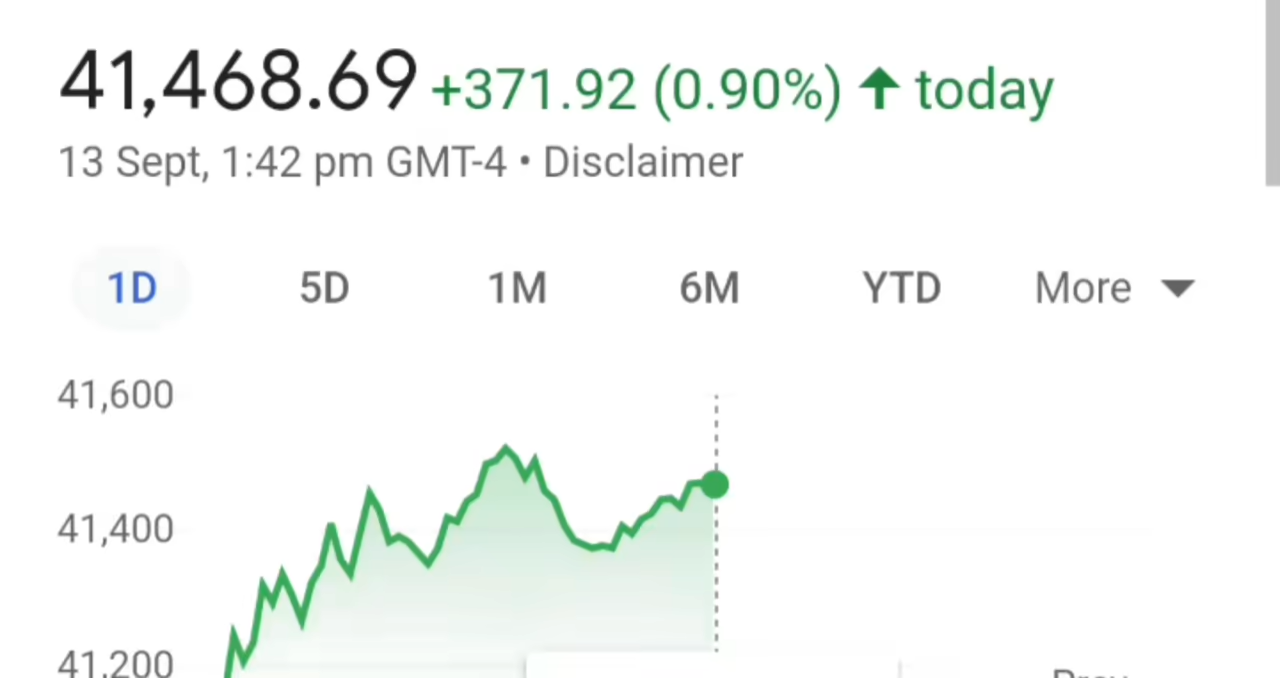 41,468.69 +371.92 (0.90%) ↑ today
13 Sept, 1:42 pm GMT-4 • Disclaimer
1D 5D 1M 6M YTD More
41,600
41,400
41,200